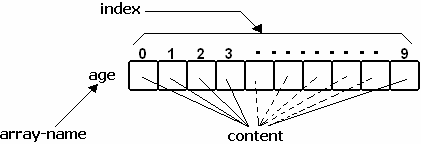 index
0 1 2 3 9
age
array-name
content